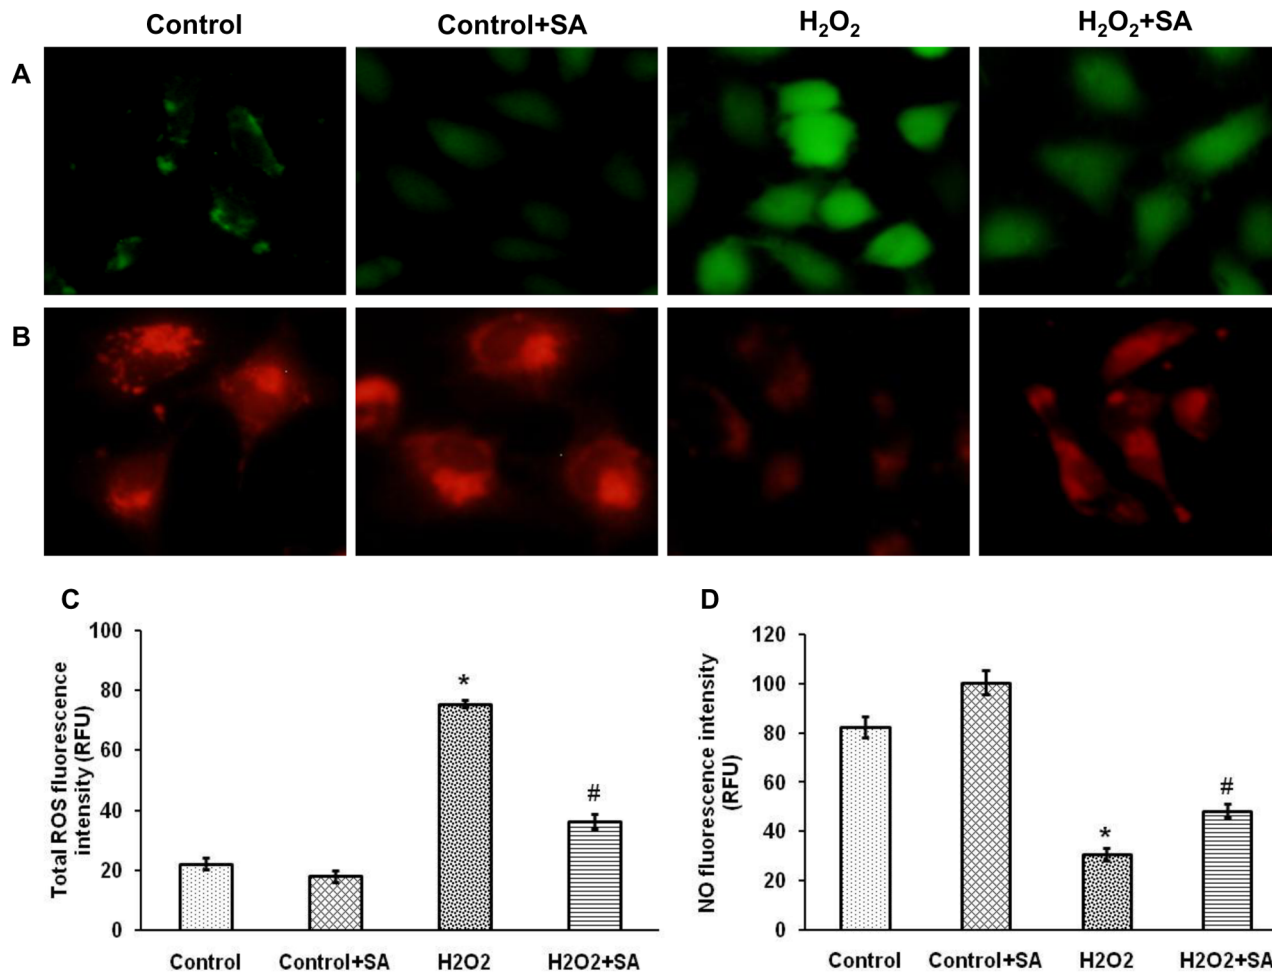 Control Control+SA H₂O₂ H₂O₂+SA
A
B
C
D
100
80
60
40
20
0
Total ROS fluorescence
intensity (RFU)
*
#
Control Control+SA H2O2 H2O2+SA
120
100
80
60
40
20
0
NO fluorescence intensity
(RFU)
*
#
Control Control+SA H2O2 H2O2+SA